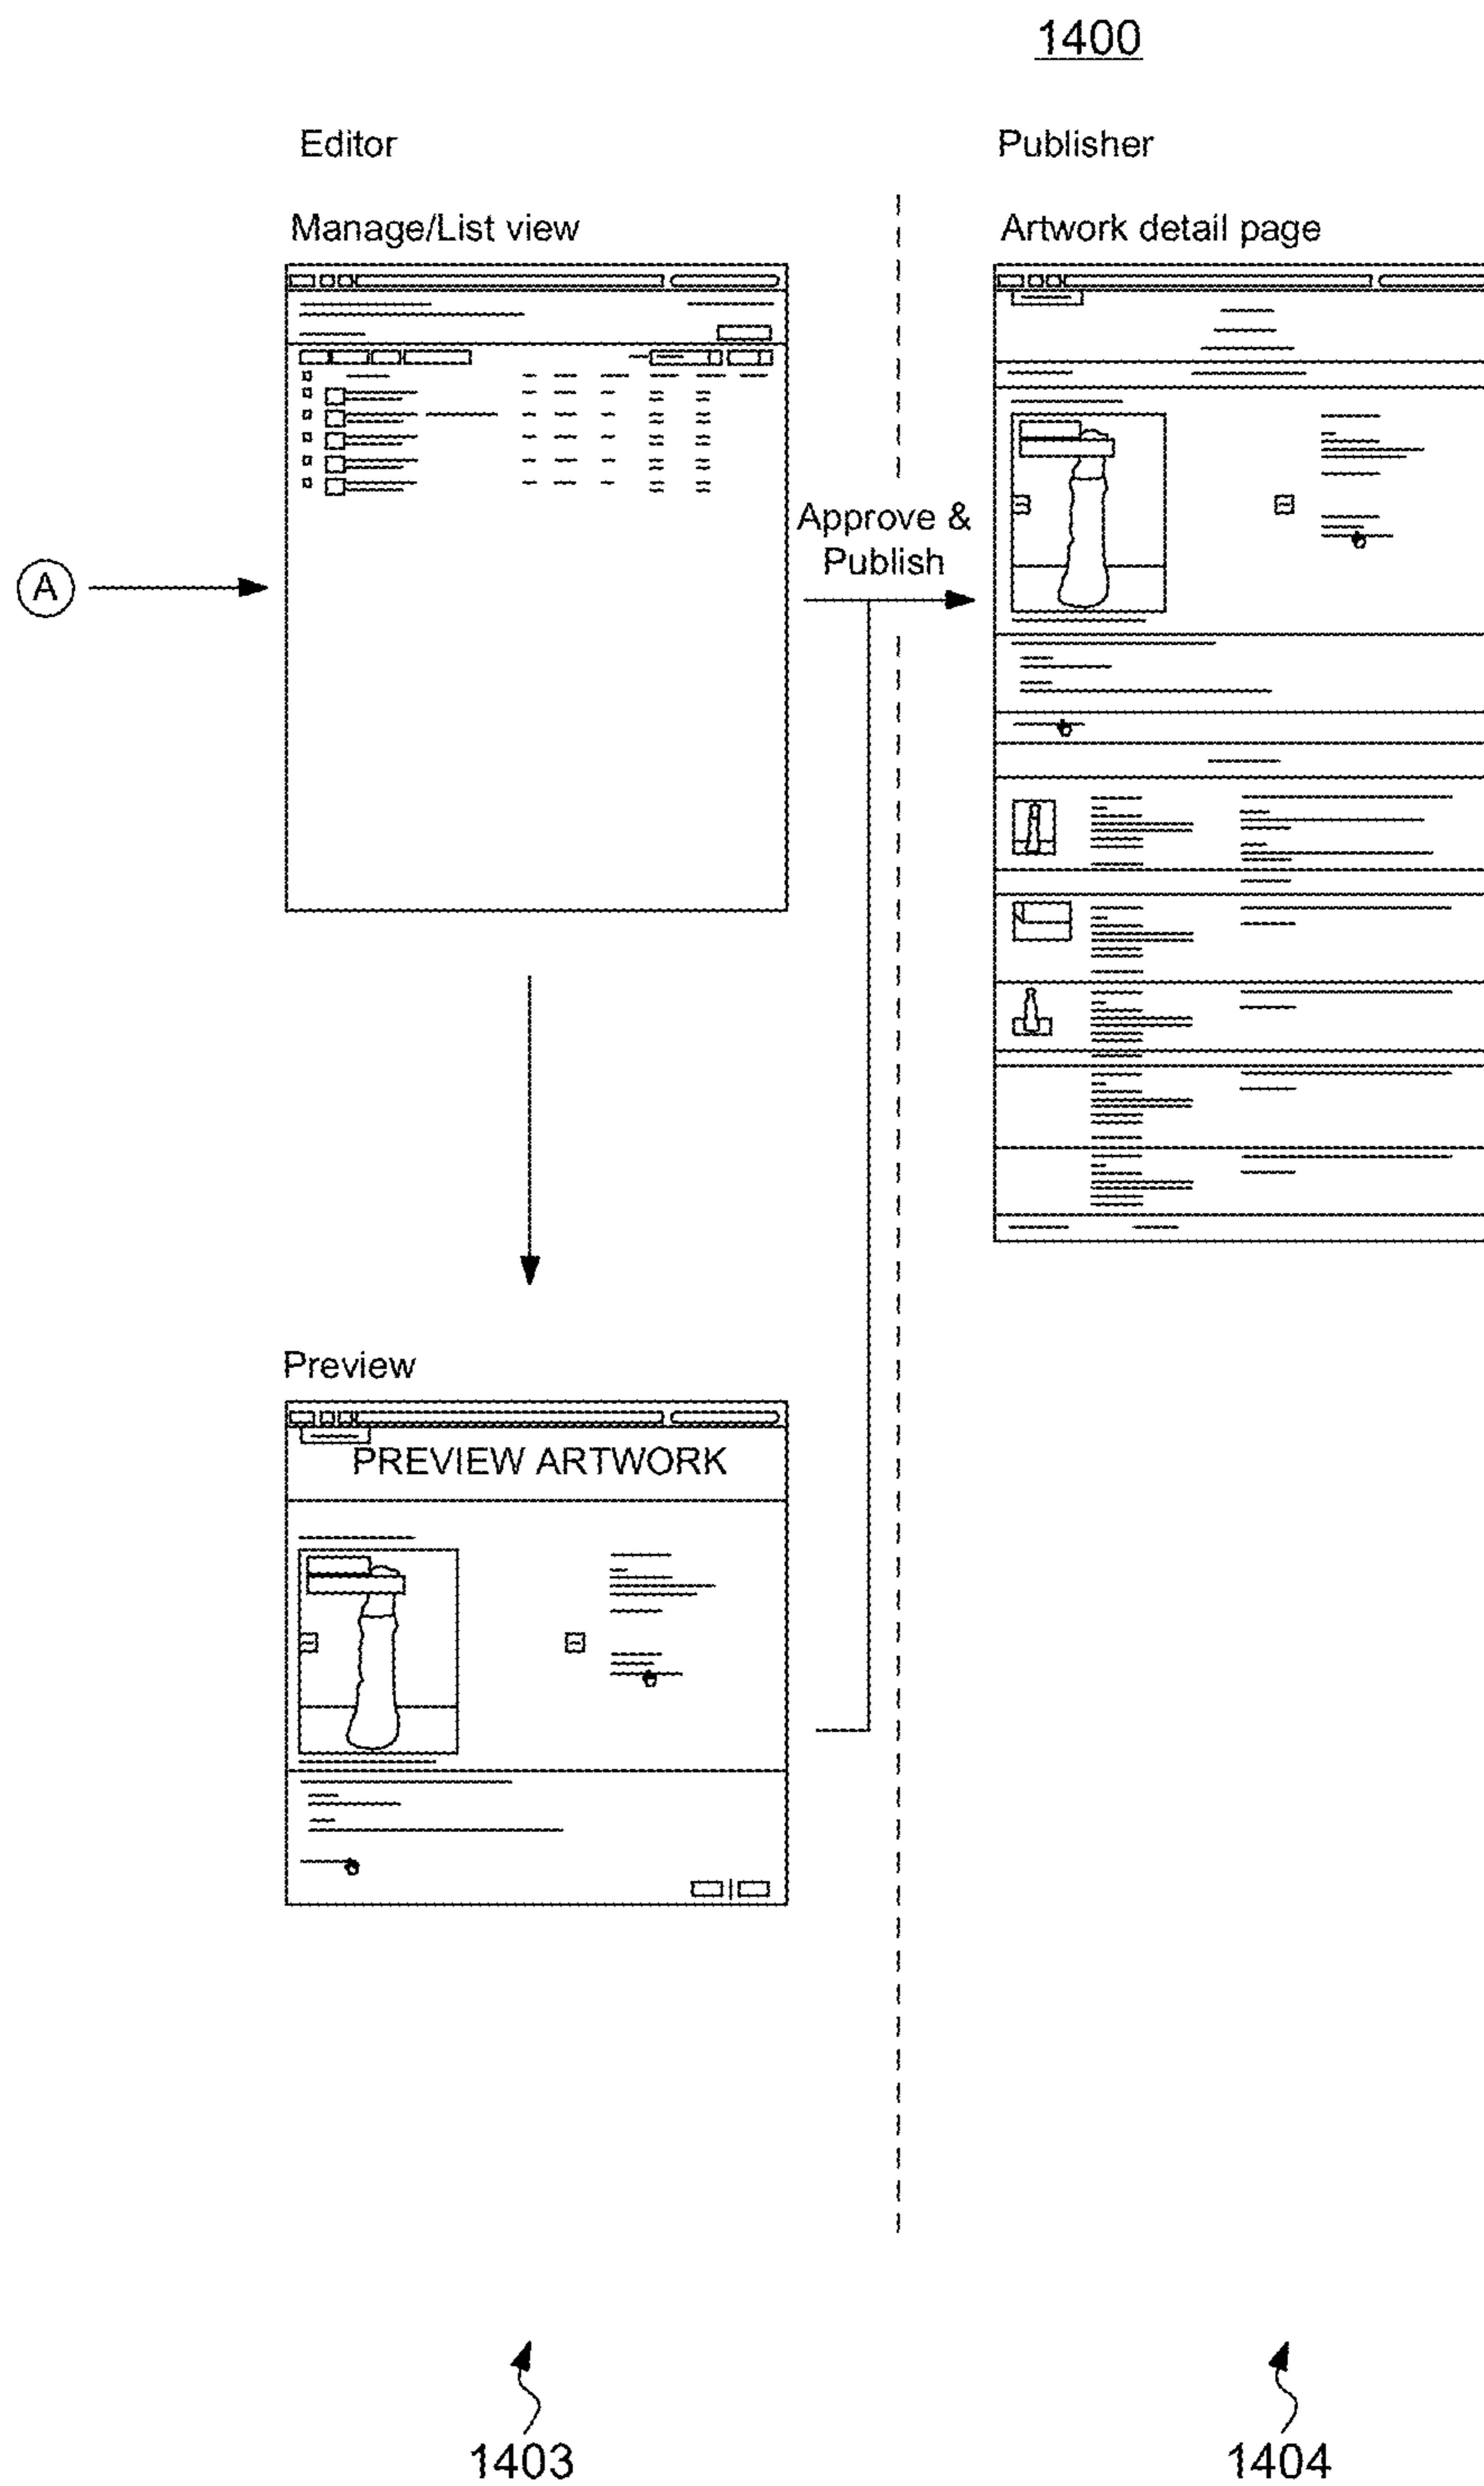 1400
Editor
Publisher
Manage/List view
Artwork detail page
Approve &
Publish
A
Preview
PREVIEW ARTWORK
1403
1404